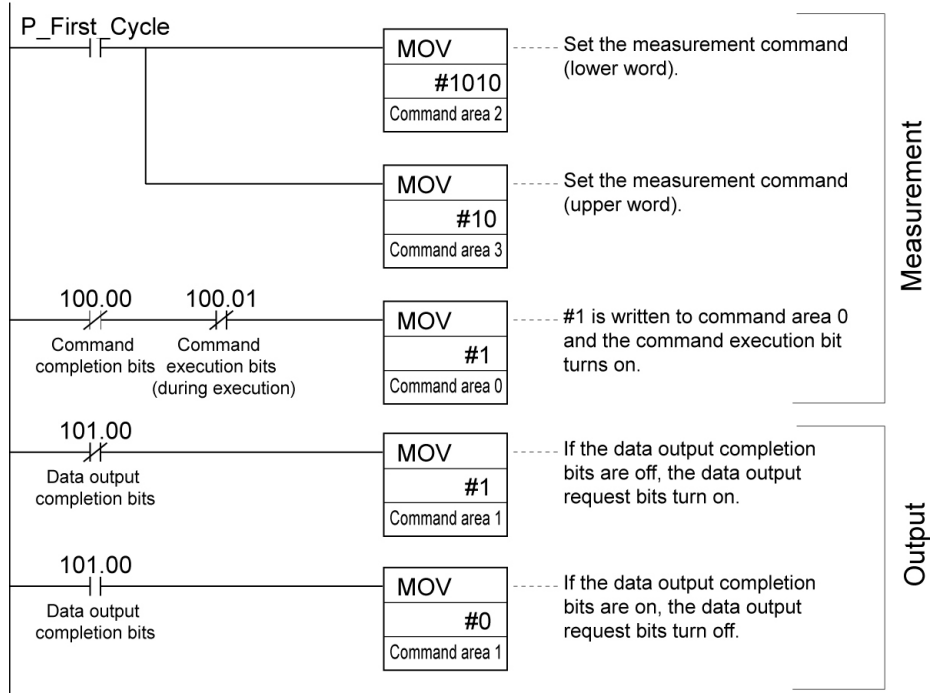 P_First_Cycle
MOV
#1010
Command area 2
Set the measurement command
(lower word).
MOV
#10
Command area 3
Set the measurement command
(upper word).
100.00
Command
completion bits
100.01
Command
execution bits
(during execution)
MOV
#1
Command area 0
#1 is written to command area 0
and the command execution bit
turns on.
Measurement
101.00
Data output
completion bits
MOV
#1
Command area 1
If the data output completion
bits are off, the data output
request bits turn on.
101.00
Data output
completion bits
MOV
#0
Command area 1
If the data output completion
bits are on, the data output
request bits turn off.
Output